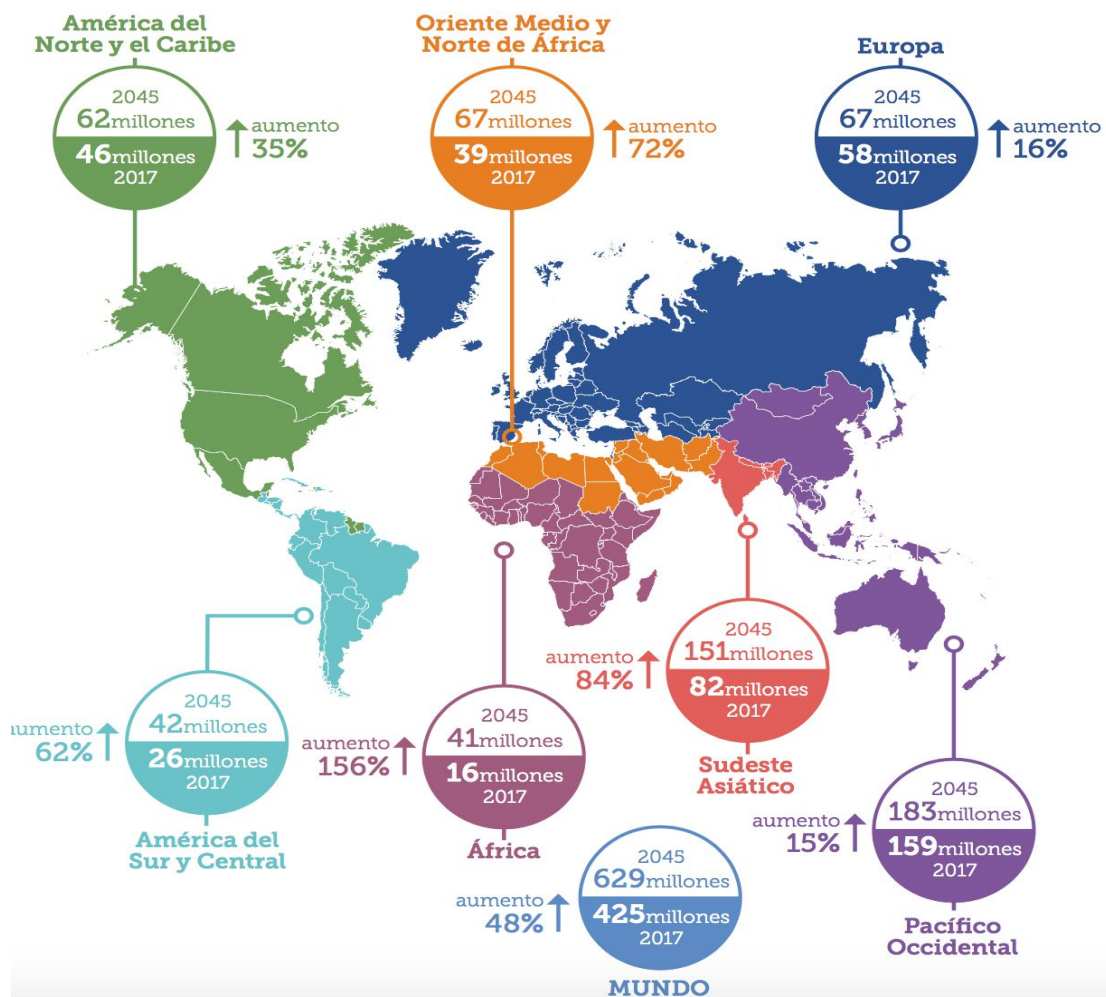 América del
Norte y el Caribe
2045
62millones
46millones
2017
aumento
35%
Oriente Medio y
Norte de África
2045
67millones
39millones
2017
aumento
72%
Europa
2045
67millones
58millones
2017
aumento
16%
2045
42millones
26millones
2017
aumento
62%
América del
Sur y Central
2045
41millones
16millones
2017
aumento
156%
África
2045
151millones
82millones
2017
aumento
84%
Sudeste
Asiático
2045
183millones
159millones
2017
aumento
15%
Pacífico
Occidental
2045
629millones
425millones
2017
aumento
48%
MUNDO